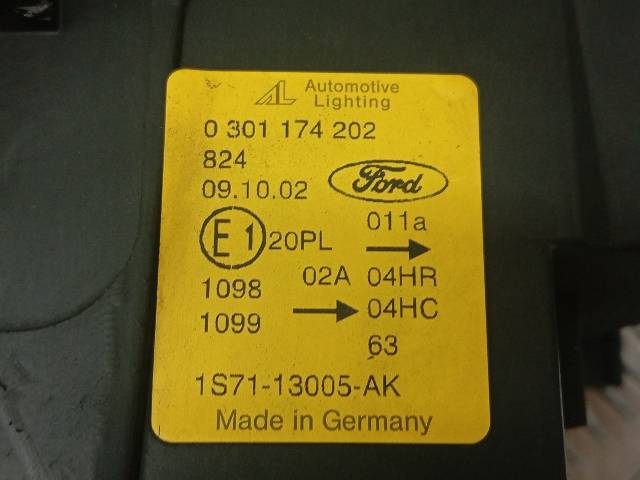 AL Automotive
Lighting
0 301 174 202
824
09.10.02 Ford
E1 20PL 011a
02A 04HR
1098
1099 04HC
63
1S71-13005-AK
Made in Germany